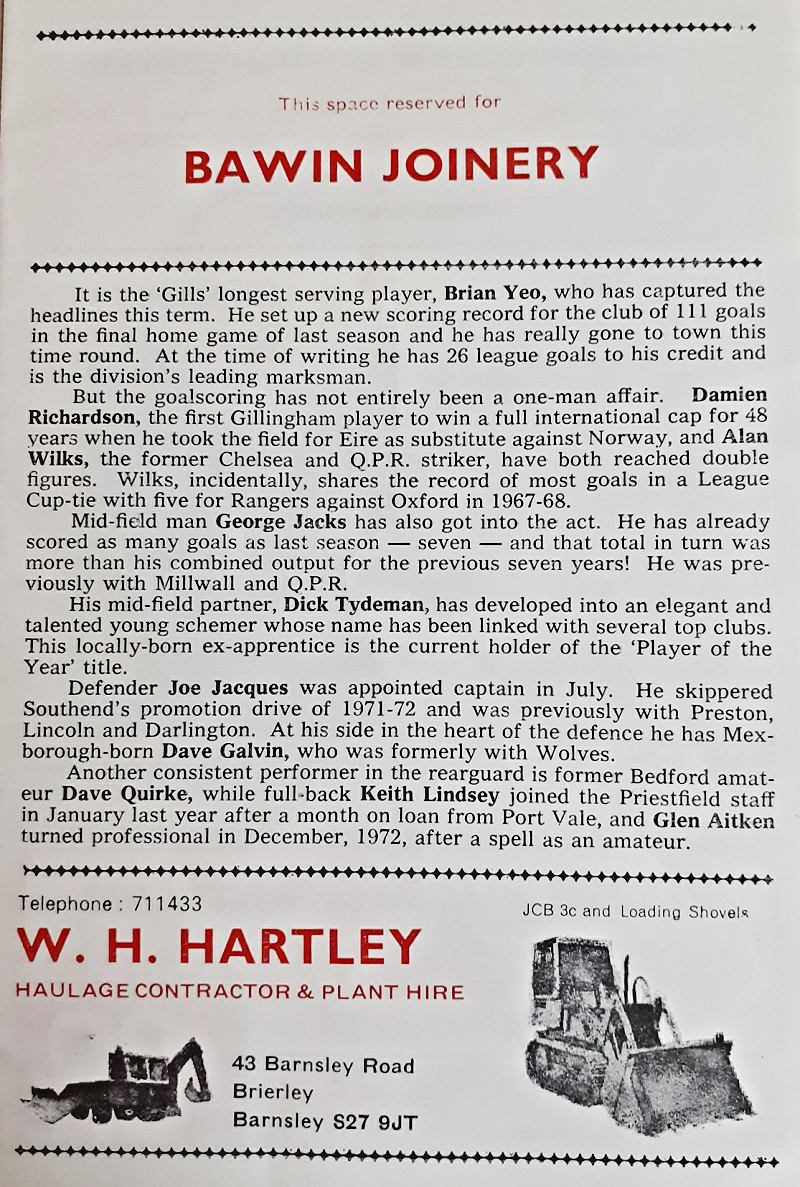 This space reserved for
BAWIN JOINERY
It is the ‘Gills’ longest serving player, Brian Yeo, who has captured the
headlines this term. He set up a new scoring record for the club of 111 goals
in the final home game of last season and he has really gone to town this
time round. At the time of writing he has 26 league goals to his credit and
is the division’s leading marksman.
But the goalscoring has not entirely been a one-man affair. Damien
Richardson, the first Gillingham player to win a full international cap for 48
years when he took the field for Eire as substitute against Norway, and Alan
Wilks, the former Chelsea and Q.P.R. striker, have both reached double
figures. Wilks, incidentally, shares the record of most goals in a League
Cup-tie with five for Rangers against Oxford in 1967-68.
Mid-field man George Jacks has also got into the act. He has already
scored as many goals as last season — seven — and that total in turn was
more than his combined output for the previous seven years! He was pre-
viously with Millwall and Q.P.R.
His mid-field partner, Dick Tydeman, has developed into an elegant and
talented young schemer whose name has been linked with several top clubs.
This locally-born ex-apprentice is the current holder of the ‘Player of the
Year’ title.
Defender Joe Jacques was appointed captain in July. He skippered
Southend’s promotion drive of 1971-72 and was previously with Preston,
Lincoln and Darlington. At his side in the heart of the defence he has Mex-
borough-born Dave Galvin, who was formerly with Wolves.
Another consistent performer in the rearguard is former Bedford amat-
eur Dave Quirke, while full-back Keith Lindsey joined the Priestfield staff
in January last year after a month on loan from Port Vale, and Glen Aitken
turned professional in December, 1972, after a spell as an amateur.
Telephone : 711433
JCB 3c and Loading Shovels
W. H. HARTLEY
HAULAGE CONTRACTOR & PLANT HIRE
43 Barnsley Road
Brierley
Barnsley S27 9JT